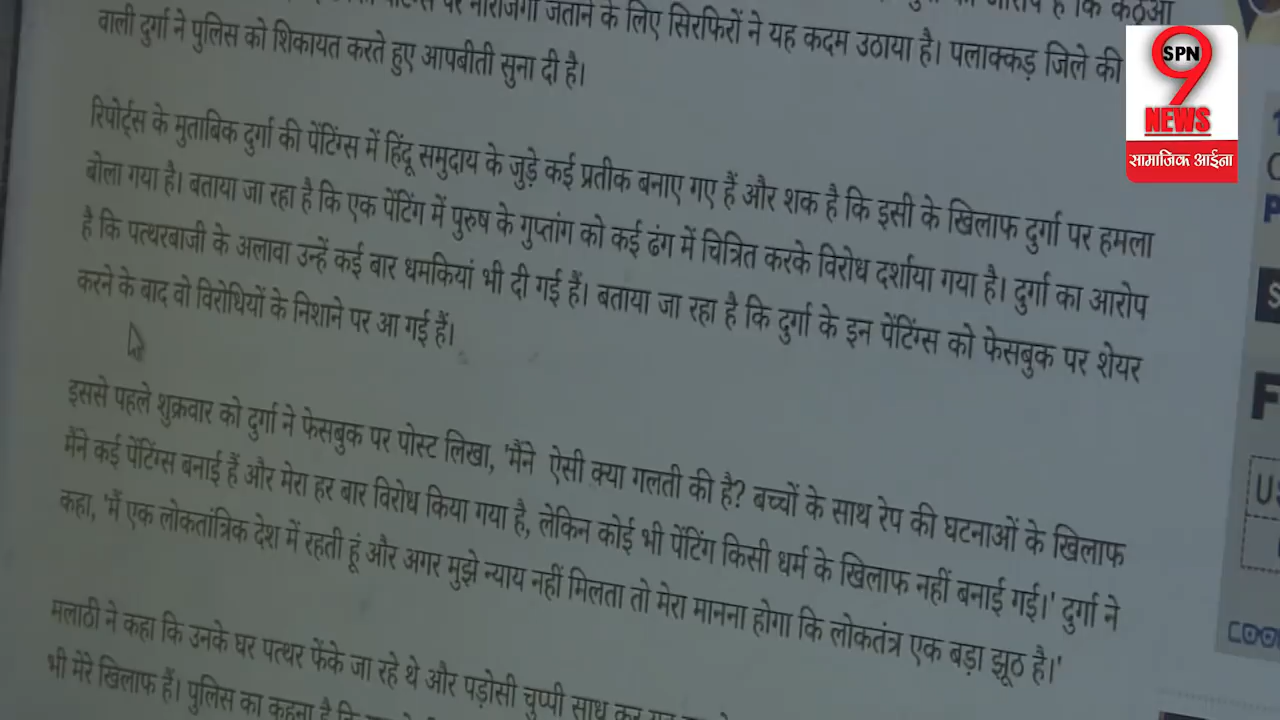 पर नाराजगी जताने के लिए सिरफिरों ने यह कदम उठाया है। पलाक्कड़ जिले की
वाली दुर्गा ने पुलिस को शिकायत करते हुए आपबीती सुना दी है।
रिपोर्ट्स के मुताबिक दुर्गा की पेंटिंग्स में हिंदू समुदाय के जुड़े कई प्रतीक बनाए गए हैं और शक है कि इसी के खिलाफ दुर्गा पर हमला
बोला गया है। बताया जा रहा है कि एक पेंटिंग में पुरुष के गुप्तांग को कई ढंग में चित्रित करके विरोध दर्शाया गया है। दुर्गा का आरोप
है कि पत्थरबाजी के अलावा उन्हें कई बार धमकियां भी दी गई हैं। बताया जा रहा है कि दुर्गा के इन पेंटिंग्स को फेसबुक पर शेयर
करने के बाद वो विरोधियों के निशाने पर आ गई हैं।
इससे पहले शुक्रवार को दुर्गा ने फेसबुक पर पोस्ट लिखा, 'मैंने ऐसी क्या गलती की है? बच्चों के साथ रेप की घटनाओं के खिलाफ
मैंने कई पेंटिंग्स बनाई हैं और मेरा हर बार विरोध किया गया है, लेकिन कोई भी पेंटिंग किसी धर्म के खिलाफ नहीं बनाई गई।' दुर्गा ने
कहा, 'मैं एक लोकतांत्रिक देश में रहती हूं और अगर मुझे न्याय नहीं मिलता तो मेरा मानना होगा कि लोकतंत्र एक बड़ा झूठ है।'
मलाठी ने कहा कि उनके घर पत्थर फेंके जा रहे थे और पड़ोसी चुप्पी साध कर
भी मेरे खिलाफ हैं। पुलिस का कहना है कि
SPN
9
NEWS
सामाजिक आईना